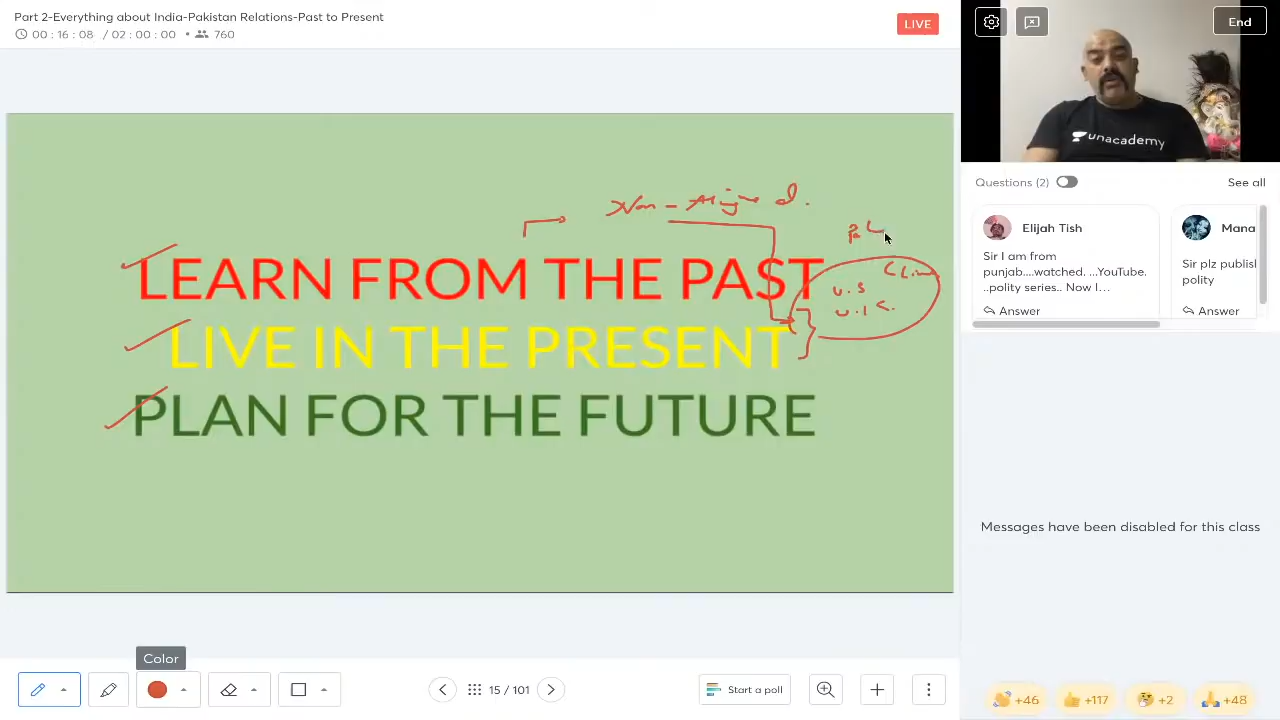 Part 2-Everything about India-Pakistan Relations-Past to Present
00 : 16 : 08 / 02 : 00 : 00 • 760
LIVE
End
unacademy
Questions (2)
See all
Elijah Tish
Sir I am from
punjab....watched. ...YouTube.
..polity series.. Now I…
Answer
Mana
Sir plz publish
polity
Answer
Non-Aligned.
LEARN FROM THE PAST
U.S
U.K.
LIVE IN THE PRESENT
PLAN FOR THE FUTURE
Messages have been disabled for this class
Color
15 / 101
Start a poll
+46
+117
+2
+48